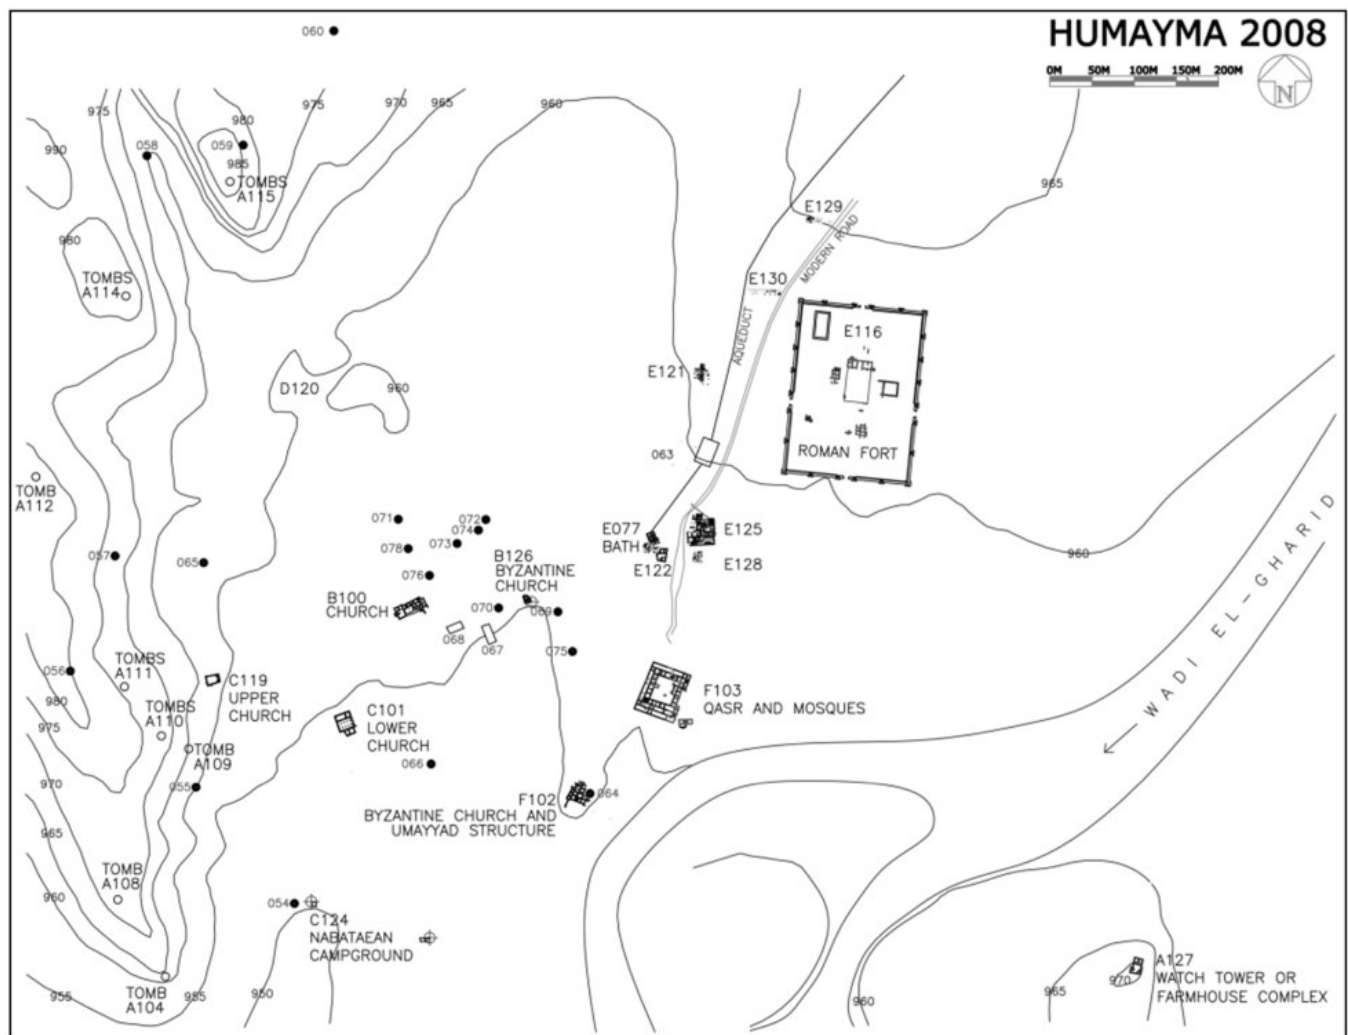 HUMAYMA 2008
0M 50M 100M 150M 200M
N
060
975
975
970
965
960
980
990
058
059
985
TOMBS
A115
965
E129
MODERN ROAD
980
TOMBS
A114
E130
AQUEDUCT
E116
E121
D120
960
063
ROMAN FORT
TOMB
A112
071
072
074
073
078
057
065
076
E077
BATH
E125
E122
E128
B126
BYZANTINE
CHURCH
960
WADI EL-GHARID
B100
CHURCH
070
069
068
067
075
056
TOMBS
A111
C119
UPPER
CHURCH
F103
QASR AND MOSQUES
980
975
TOMBS
A110
C101
LOWER
CHURCH
TOMB
A109
066
970
055
F102
064
BYZANTINE CHURCH AND
UMAYYAD STRUCTURE
965
TOMB
A108
960
054
C124
NABATAEAN
CAMPGROUND
A127
WATCH TOWER OR
FARMHOUSE COMPLEX
970
965
960
955
TOMB
A104
955
950